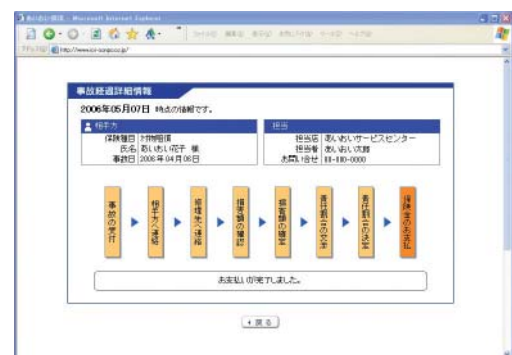 Microsoft Internet Explorer
事故経過詳細情報
2006年05月07日 時点の情報です。
相手方
担当
保険種目 対物賠償
氏名 あいおい花子 様
事故日 2006年04月06日
担当店 あいおいサービスセンター
担当者 あいおい次郎
お問い合せ
事故の受付
相手方へ連絡
修理先へ連絡
損害額の確認
損害額の確定
責任割合の交渉
責任割合の決定
保険金のお支払
お支払いが完了しました。
戻る